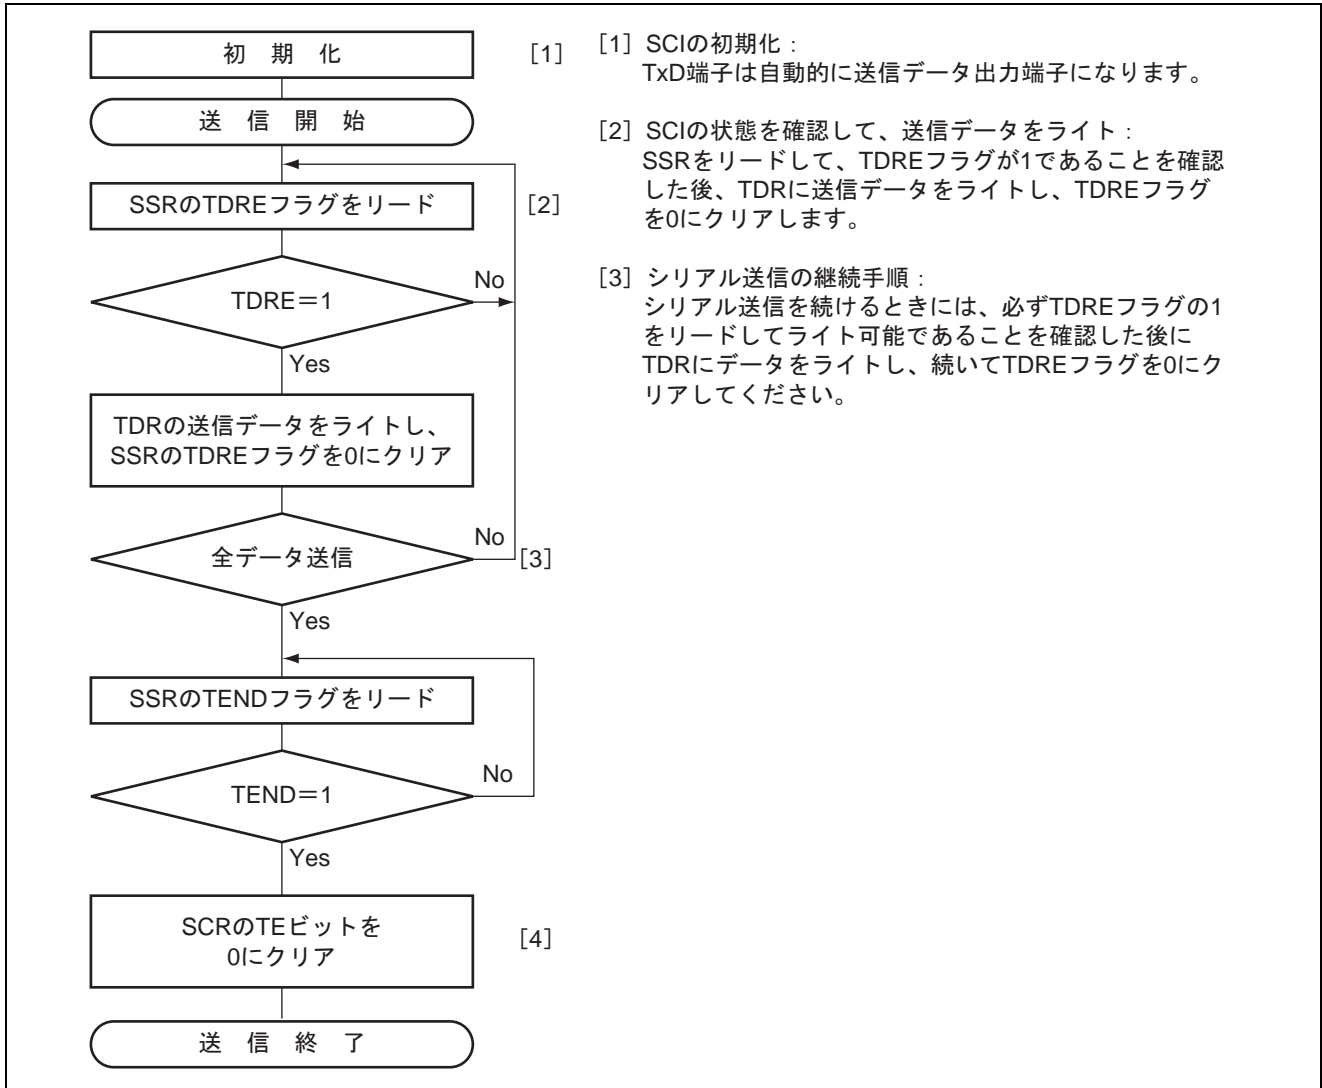 初 期 化 [1]
送 信 開 始
SSRのTDREフラグをリード [2]
TDRE＝1
No
Yes
TDRの送信データをライトし、
SSRのTDREフラグを0にクリア
全データ送信
No
[3]
Yes
SSRのTENDフラグをリード
TEND＝1
No
Yes
SCRのTEビットを
0にクリア
[4]
送 信 終 了
[1] SCIの初期化：
TxD端子は自動的に送信データ出力端子になります。
[2] SCIの状態を確認して、送信データをライト：
SSRをリードして、TDREフラグが1であることを確認
した後、TDRに送信データをライトし、TDREフラグ
を0にクリアします。
[3] シリアル送信の継続手順：
シリアル送信を続けるときには、必ずTDREフラグの1
をリードしてライト可能であることを確認した後に
TDRにデータをライトし、続いてTDREフラグを0にク
リアしてください。